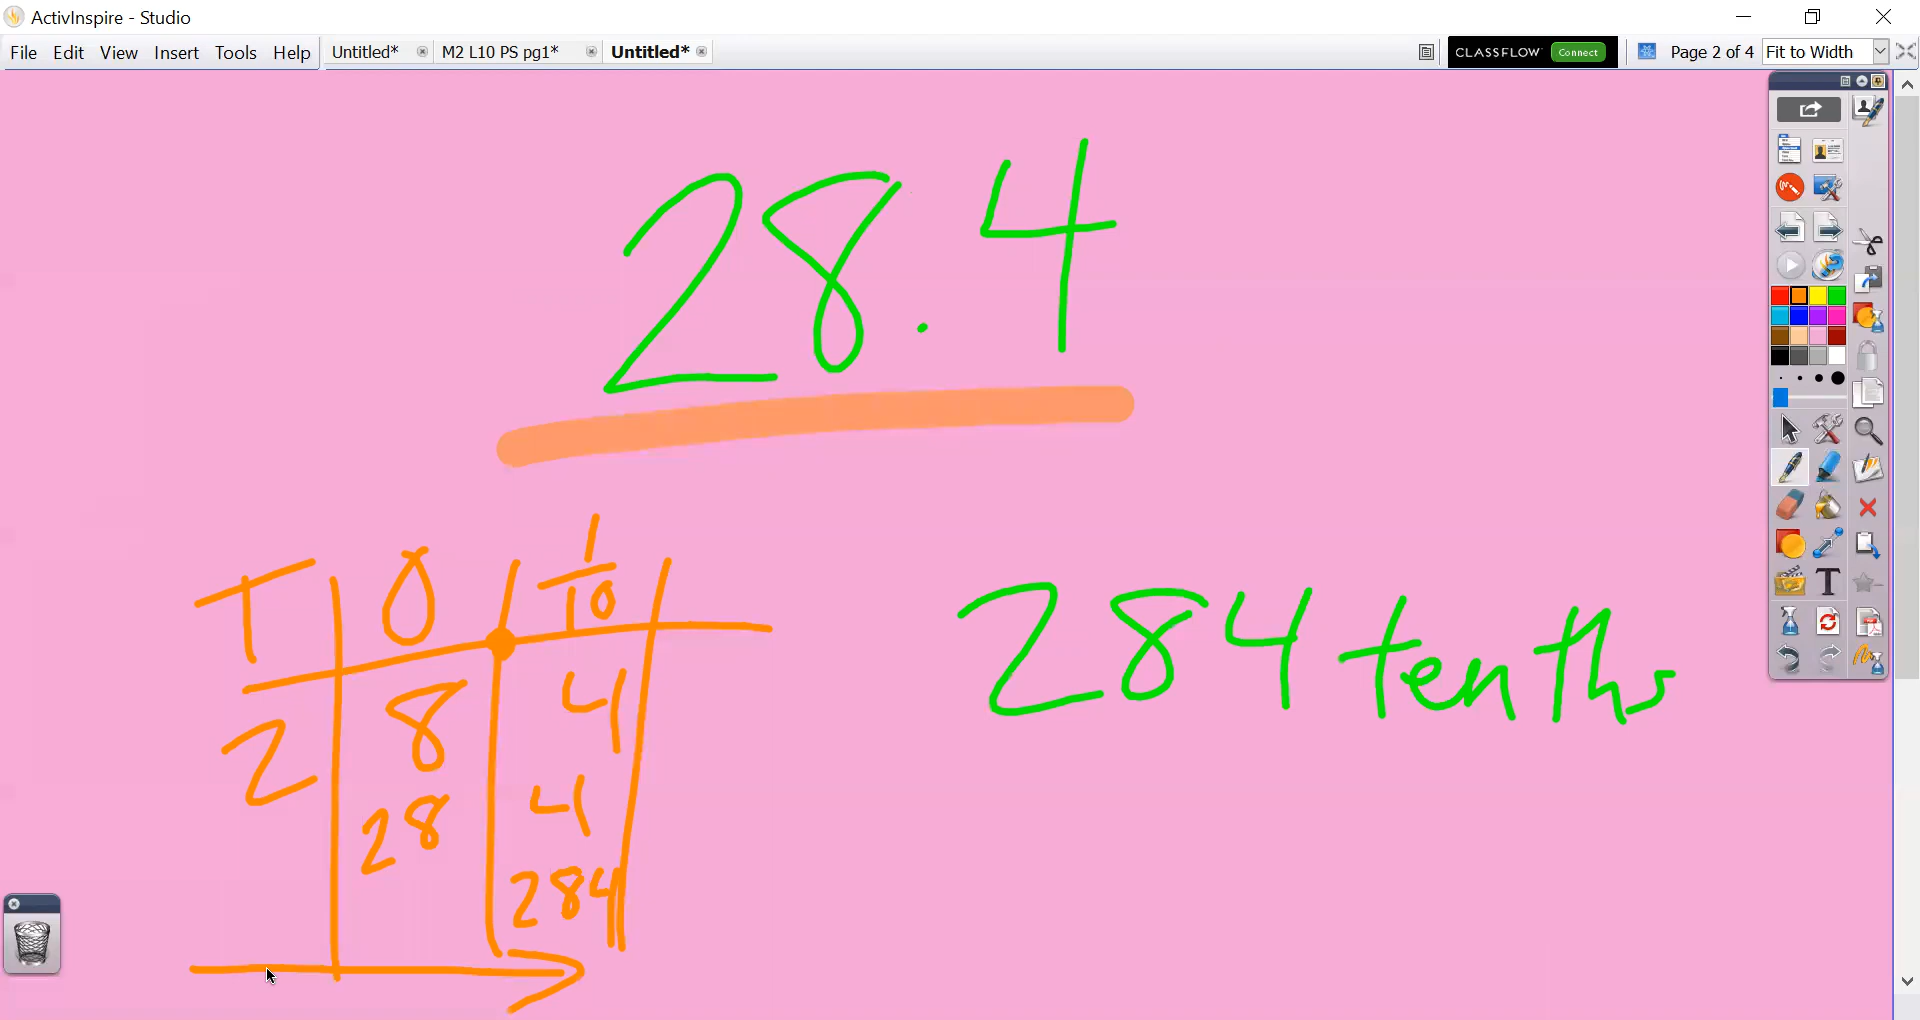 ActivInspire - Studio
File Edit View Insert Tools Help Untitled* M2 L10 PS pg1* Untitled* CLASSFLOW Connect Page 2 of 4 Fit to Width
28.4
T O 1/10
2 8 4
28 4
284
284 tenths
T